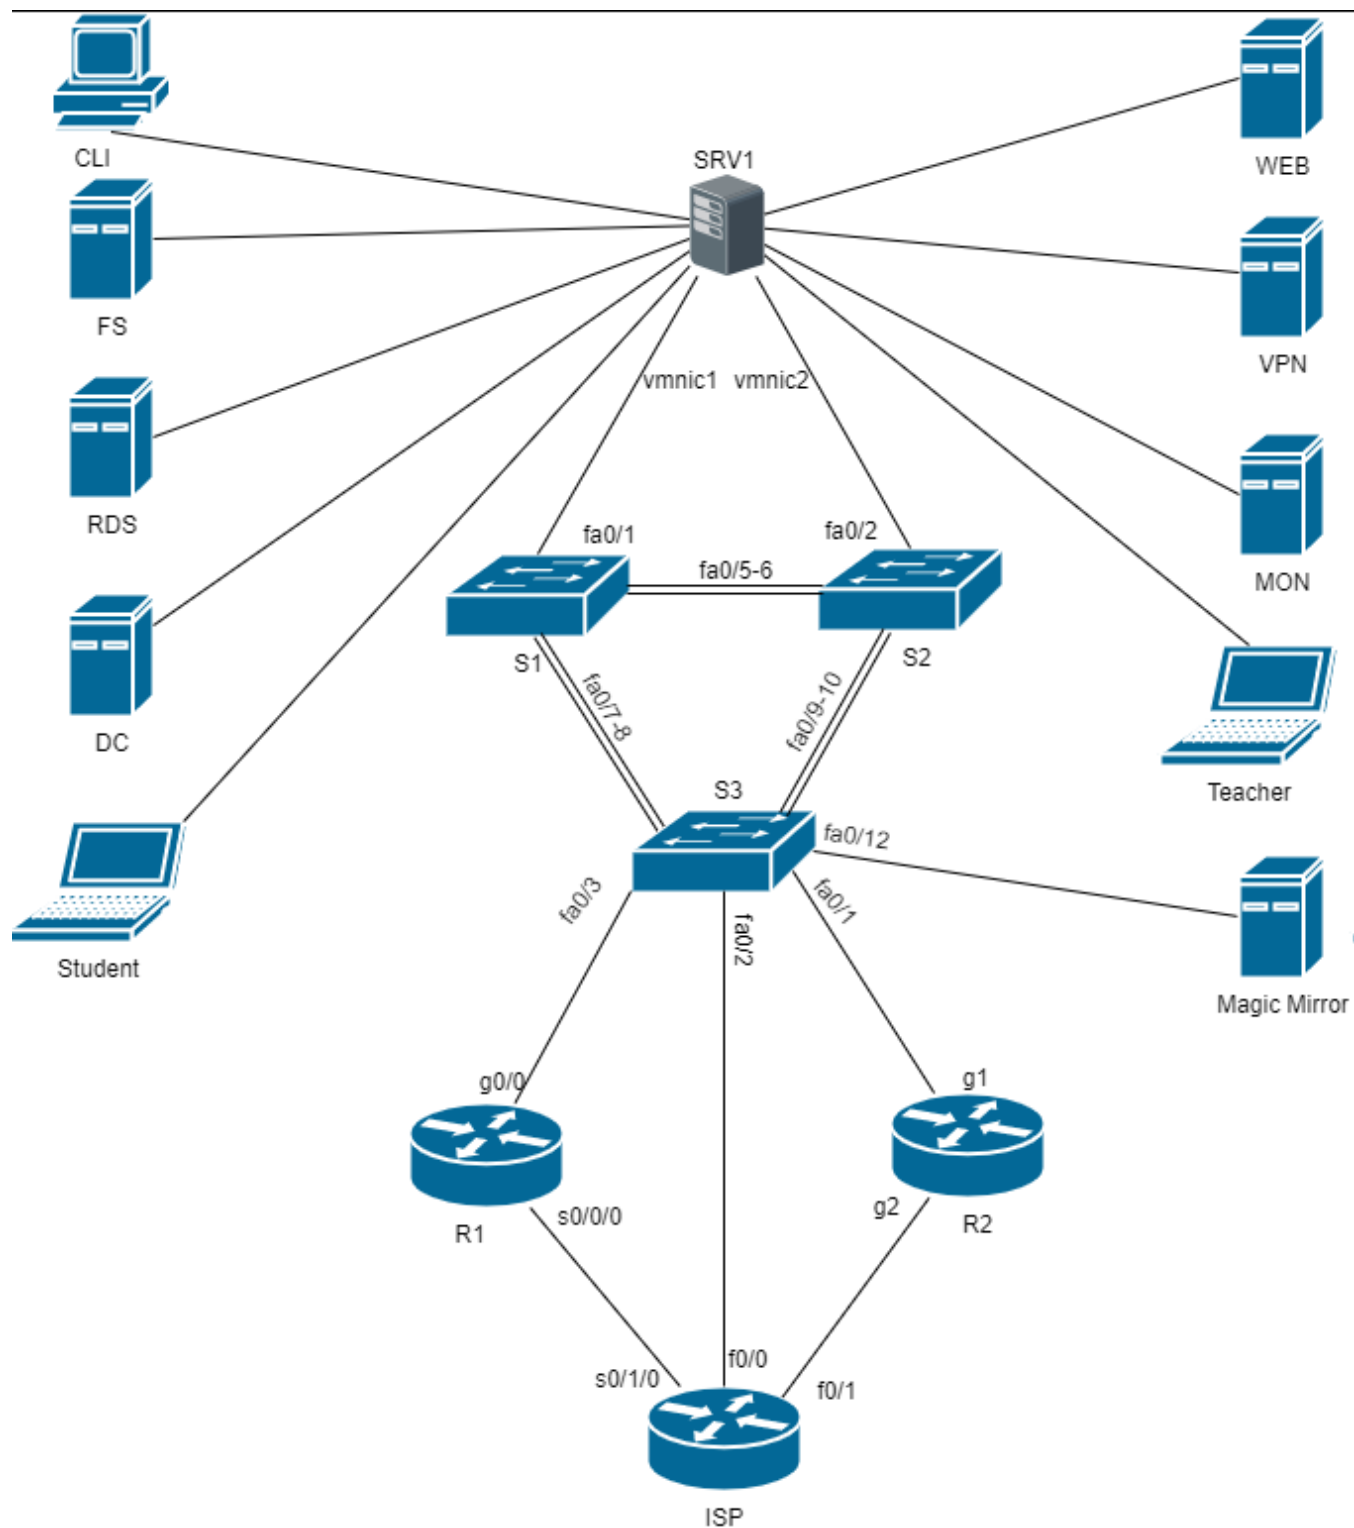 CLI
SRV1
WEB
FS
VPN
vmnic1
vmnic2
RDS
fa0/1
fa0/2
fa0/5-6
MON
S1
S2
fa0/7-8
fa0/9-10
DC
S3
Teacher
fa0/12
fa0/3
fa0/1
fa0/2
Student
Magic Mirror
g0/0
g1
s0/0/0
g2
R1
R2
f0/0
s0/1/0
f0/1
ISP